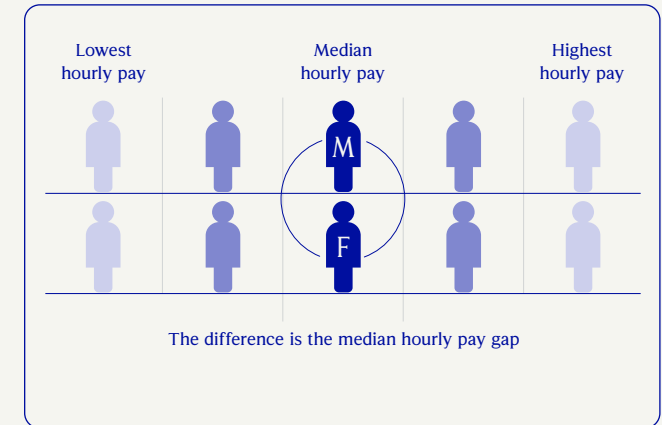 Lowest
hourly pay
Median
hourly pay
Highest
hourly pay
M
F
The difference is the median hourly pay gap